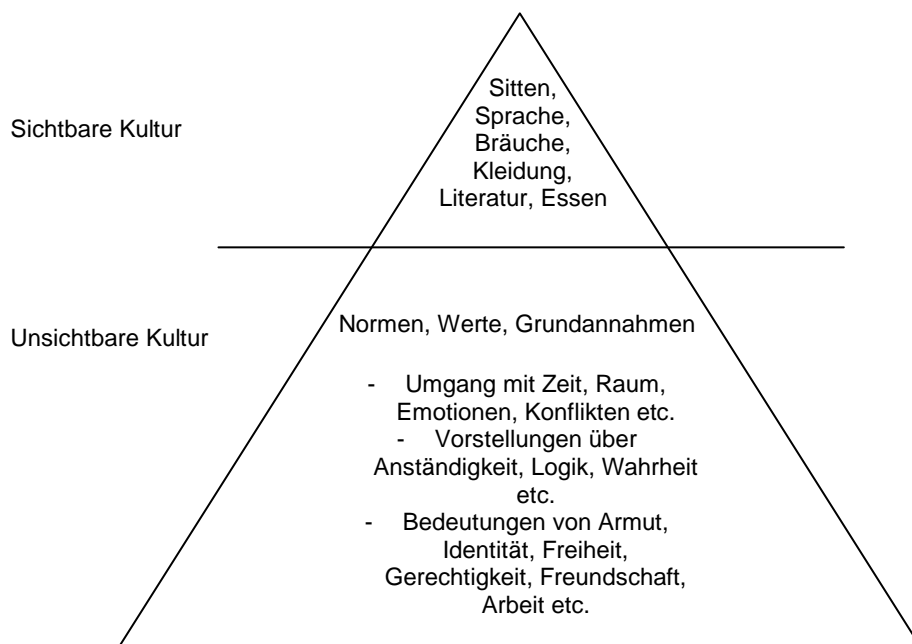 Sichtbare Kultur
Sitten,
Sprache,
Bräuche,
Kleidung,
Literatur, Essen
Unsichtbare Kultur
Normen, Werte, Grundannahmen
- Umgang mit Zeit, Raum,
Emotionen, Konflikten etc.
- Vorstellungen über
Anständigkeit, Logik, Wahrheit
etc.
- Bedeutungen von Armut,
Identität, Freiheit,
Gerechtigkeit, Freundschaft,
Arbeit etc.